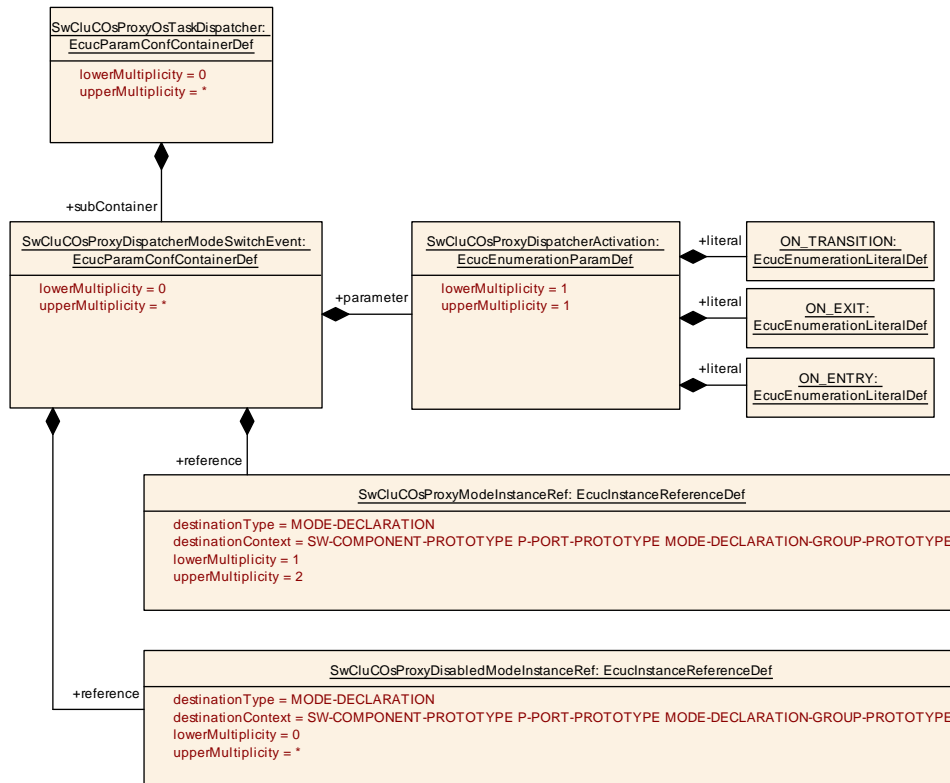 SwCluCOsProxyOsTaskDispatcher:
EcucParamConfContainerDef
lowerMultiplicity = 0
upperMultiplicity = *
+subContainer
SwCluCOsProxyDispatcherModeSwitchEvent:
EcucParamConfContainerDef
lowerMultiplicity = 0
upperMultiplicity = *
+parameter
SwCluCOsProxyDispatcherActivation:
EcucEnumerationParamDef
lowerMultiplicity = 1
upperMultiplicity = 1
+literal
ON_TRANSITION:
EcucEnumerationLiteralDef
+literal
ON_EXIT:
EcucEnumerationLiteralDef
+literal
ON_ENTRY:
EcucEnumerationLiteralDef
+reference
SwCluCOsProxyModeInstanceRef: EcucInstanceReferenceDef
destinationType = MODE-DECLARATION
destinationContext = SW-COMPONENT-PROTOTYPE P-PORT-PROTOTYPE MODE-DECLARATION-GROUP-PROTOTYPE
lowerMultiplicity = 1
upperMultiplicity = 2
+reference
SwCluCOsProxyDisabledModeInstanceRef: EcucInstanceReferenceDef
destinationType = MODE-DECLARATION
destinationContext = SW-COMPONENT-PROTOTYPE P-PORT-PROTOTYPE MODE-DECLARATION-GROUP-PROTOTYPE
lowerMultiplicity = 0
upperMultiplicity = *